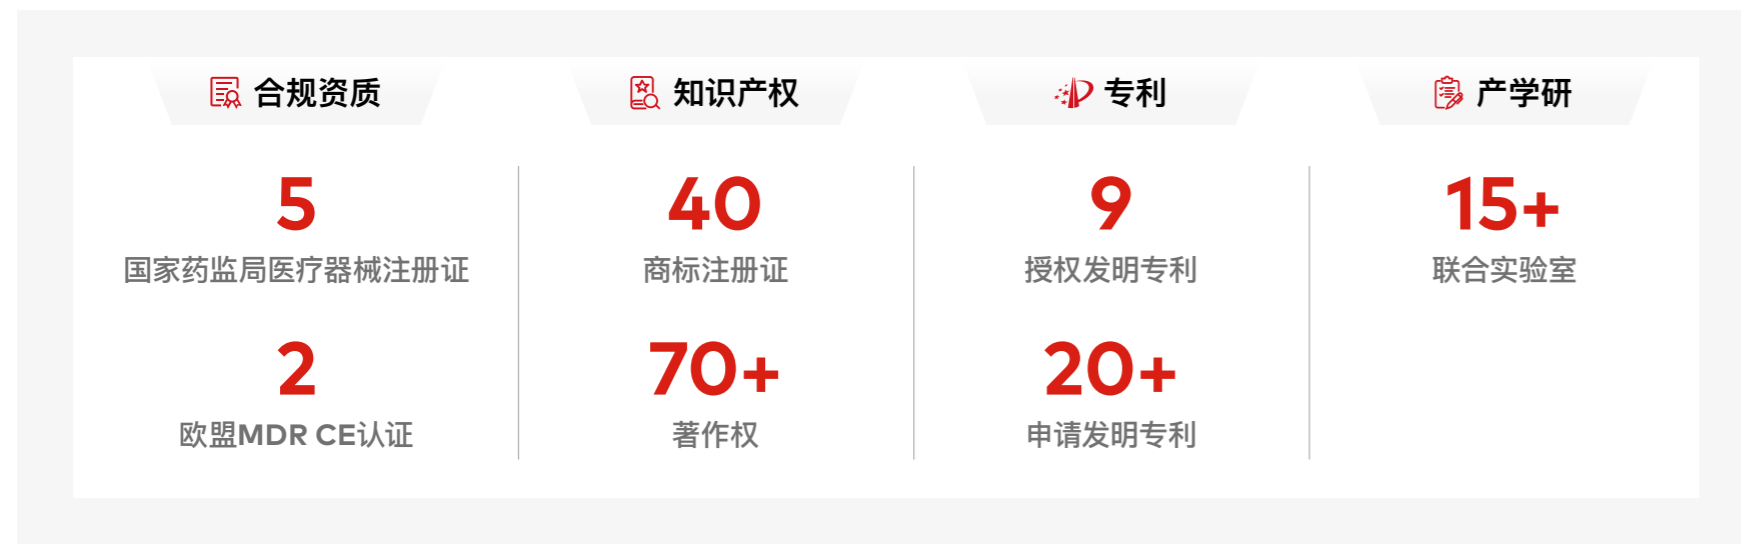 合规资质
5
国家药监局医疗器械注册证
2
欧盟MDR CE认证
知识产权
40
商标注册证
70+
著作权
专利
9
授权发明专利
20+
申请发明专利
产学研
15+
联合实验室